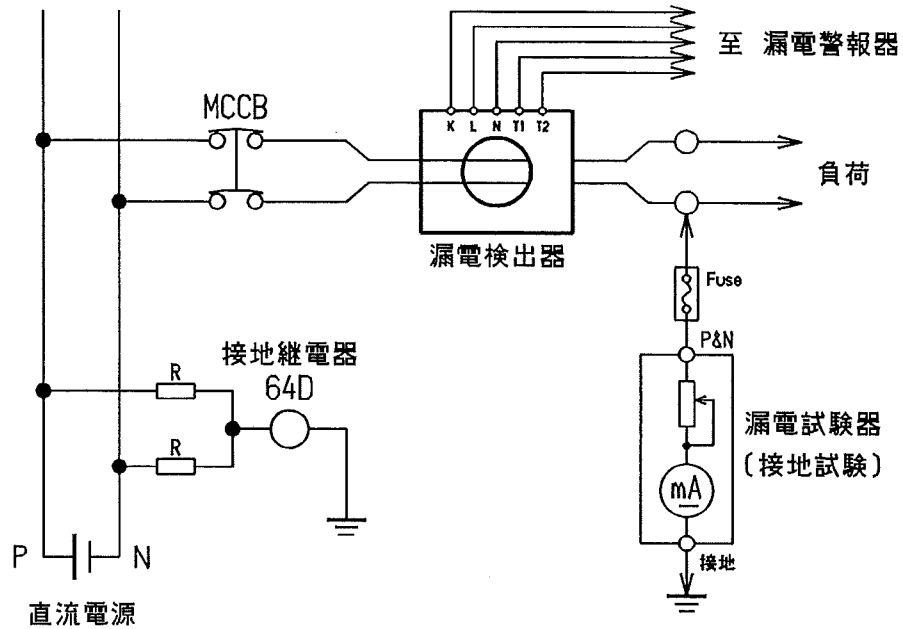 至 漏電警報器
MCCB
K L N T1 T2
負荷
漏電検出器
Fuse
P&N
接地継電器
64D
R
R
漏電試験器
(接地試験)
mA
接地
P N
直流電源